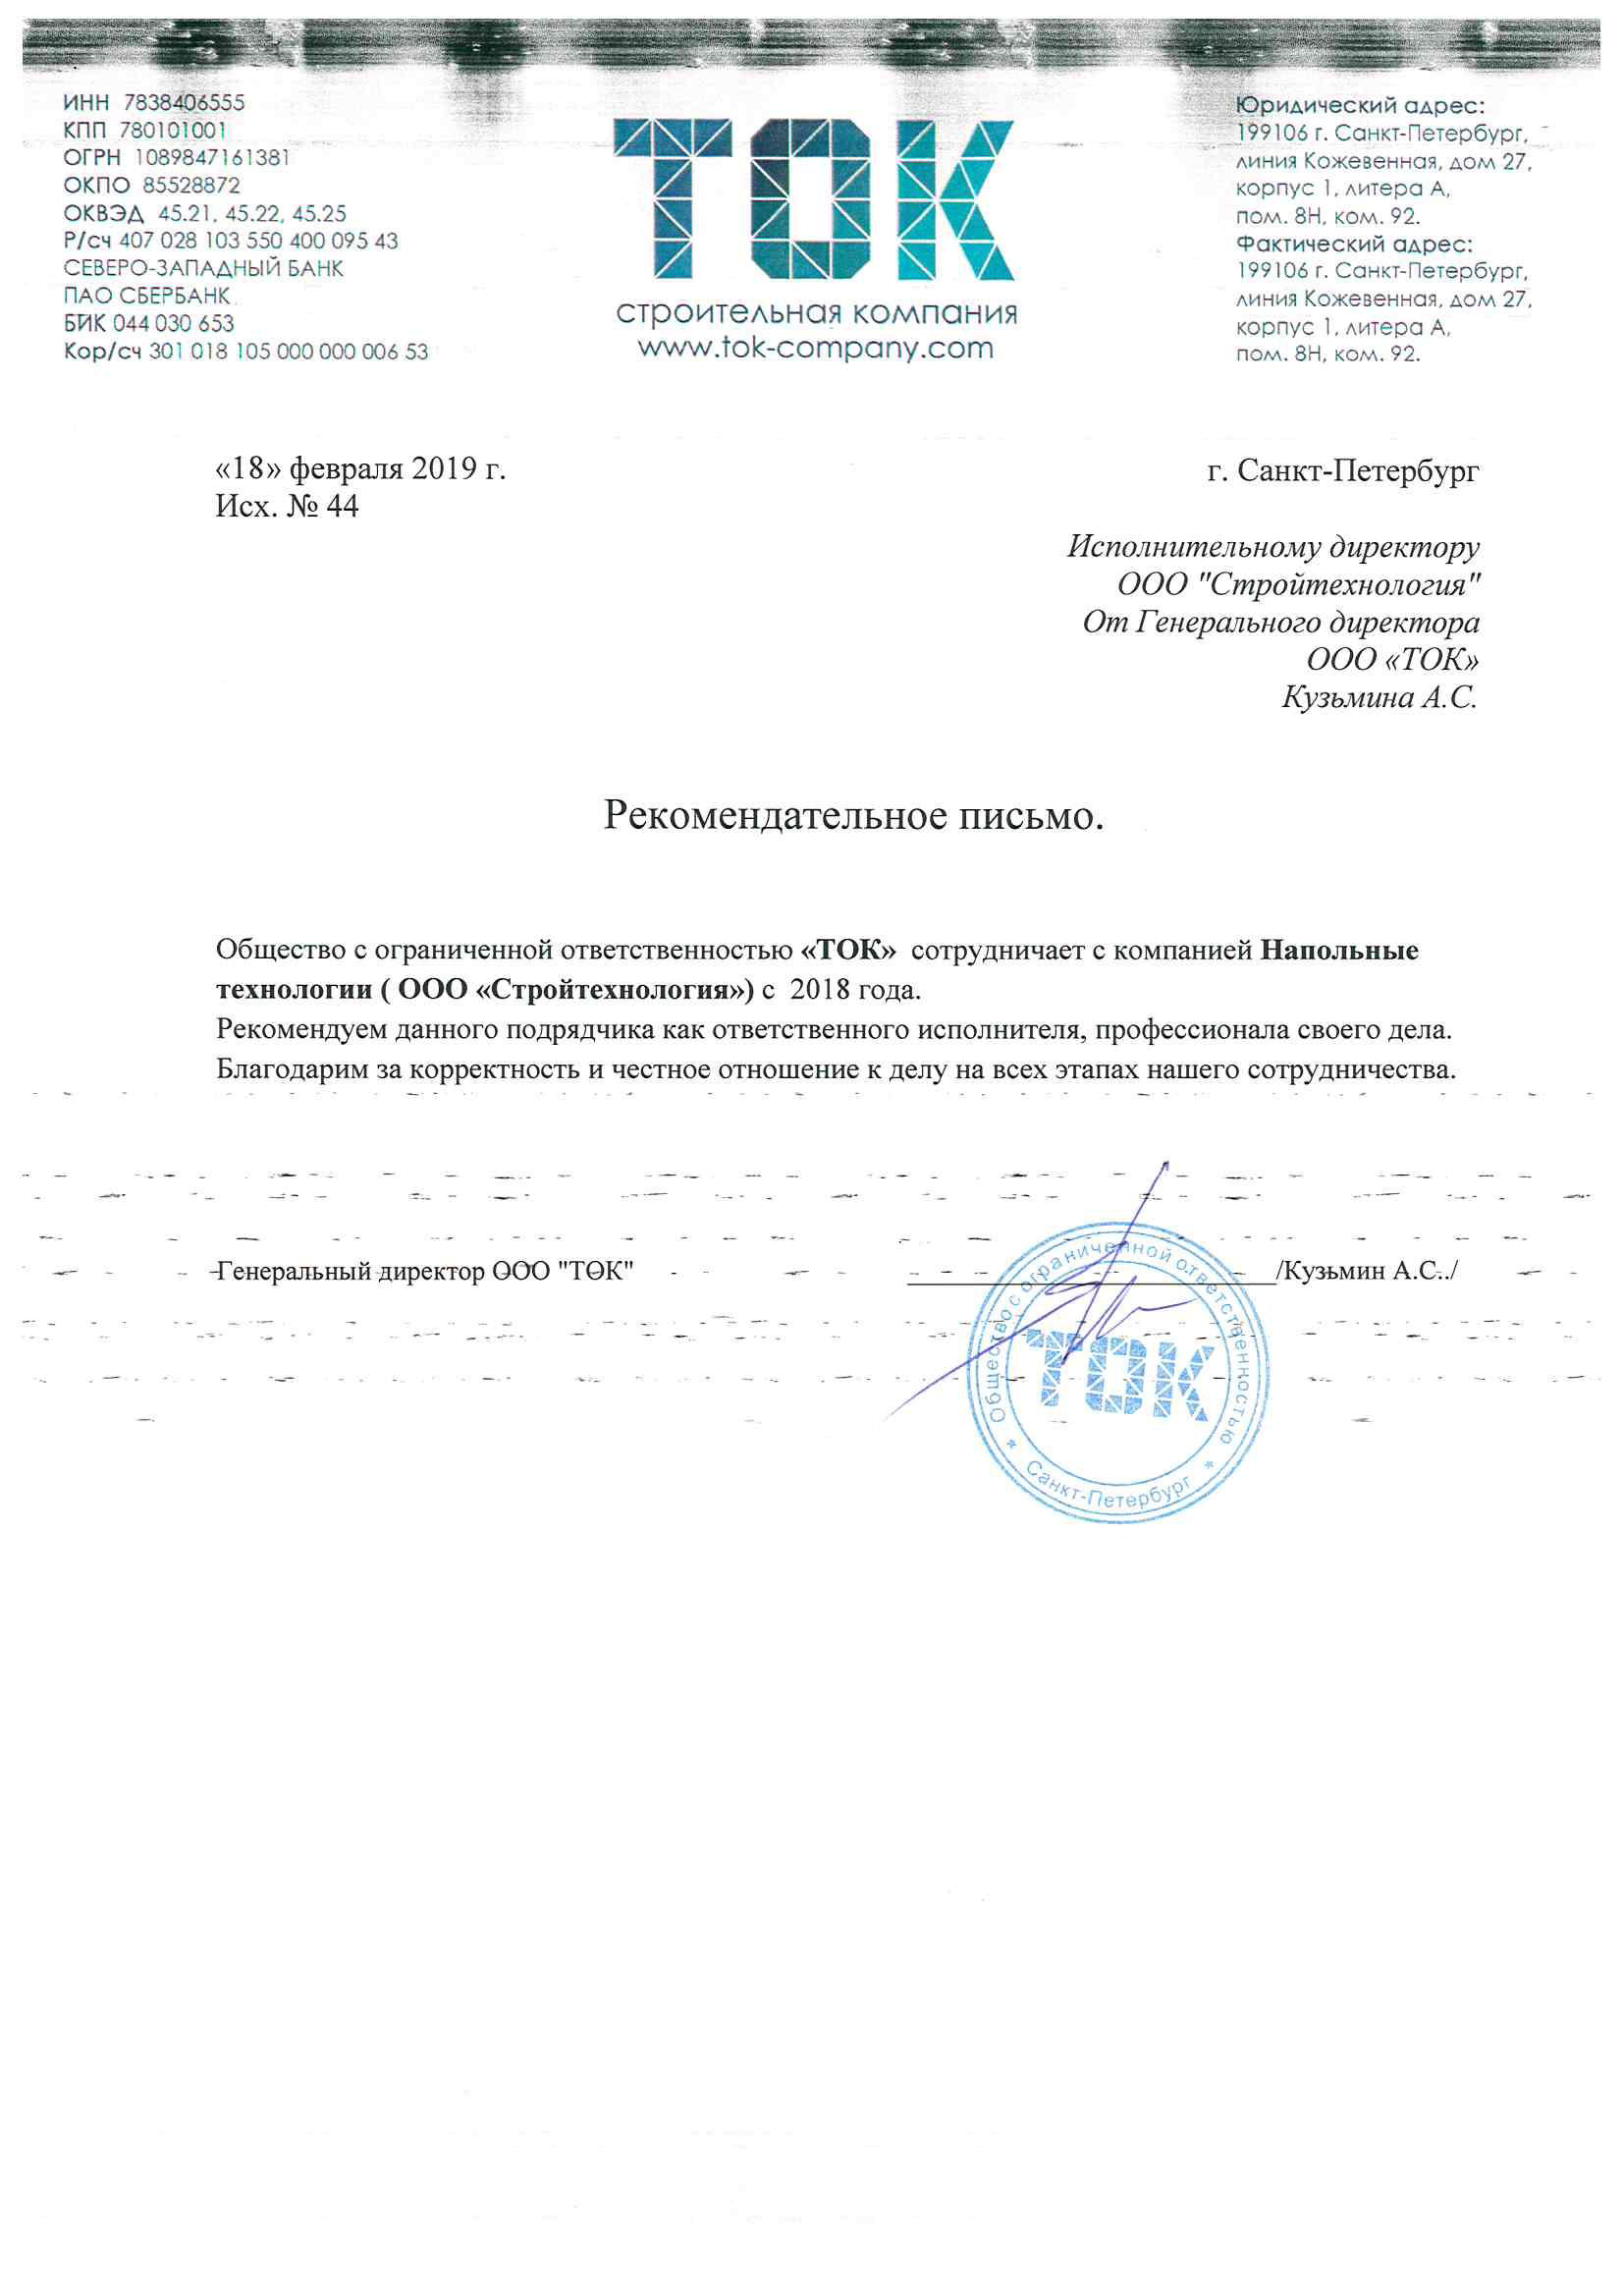 ИНН 7838406555
КПП 780101001
ОГРН 1089847161381
ОКПО 85528872
ОКВЭД 45.21, 45.22, 45.25
Р/сч 407 028 103 550 400 095 43
СЕВЕРО-ЗАПАДНЫЙ БАНК
ПАО СБЕРБАНК
БИК 044 030 653
Кор/сч 301 018 105 000 000 006 53
ТОК
строительная компания
www.tok-company.com
Юридический адрес:
199106 г. Санкт-Петербург,
линия Кожевенная, дом 27,
корпус 1, литера А,
пом. 8Н, ком. 92.
Фактический адрес:
199106 г. Санкт-Петербург,
линия Кожевенная, дом 27,
корпус 1, литера А,
пом. 8Н, ком. 92.
«18» февраля 2019 г.
г. Санкт-Петербург
Исх. № 44
Исполнительному директору
ООО "Стройтехнология"
От Генерального директора
ООО «ТОК»
Кузьмина А.С.
Рекомендательное письмо.
Общество с ограниченной ответственностью «ТОК» сотрудничает с компанией Напольные
технологии ( ООО «Стройтехнология») с 2018 года.
Рекомендуем данного подрядчика как ответственного исполнителя, профессионала своего дела.
Благодарим за корректность и честное отношение к делу на всех этапах нашего сотрудничества.
Генеральный директор ООО "ТОК" /Кузьмин А.С../
Общество с ограниченной ответственностью
ТОК
* Санкт-Петербург *